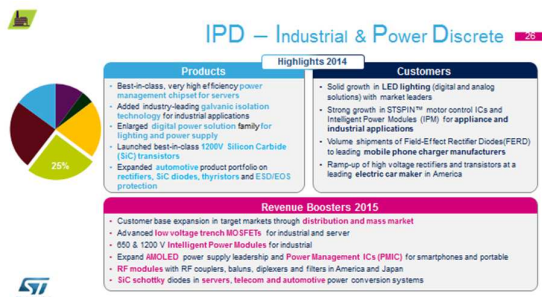 IPD – Industrial & Power Discrete
26
Highlights 2014
Products
• Best-in-class, very high efficiency power
management chipset for servers
• Added industry-leading galvanic isolation
technology for industrial applications
• Enlarged digital power solution family for
lighting and power supply
• Launched best-in-class 1200V Silicon Carbide
(SiC) transistors
• Expanded automotive product portfolio on
rectifiers, SiC diodes, thyristors and ESD/EOS
protection
Customers
• Solid growth in LED lighting (digital and analog
solutions) with market leaders
• Strong growth in STSPIN™ motor control ICs and
Intelligent Power Modules (IPM) for appliance and
industrial applications
• Volume shipments of Field-Effect Rectifier Diodes(FERD)
to leading mobile phone charger manufacturers
• Ramp-up of high voltage rectifiers and transistors at a
leading electric car maker in America
25%
Revenue Boosters 2015
• Customer base expansion in target markets through distribution and mass market
• Advanced low voltage trench MOSFETs for industrial and server
• 650 & 1200 V Intelligent Power Modules for industrial
• Expand AMOLED power supply leadership and Power Management ICs (PMIC) for smartphones and portable
• RF modules with RF couplers, baluns, diplexers and filters in America and Japan
• SiC schottky diodes in servers, telecom and automotive power conversion systems
ST